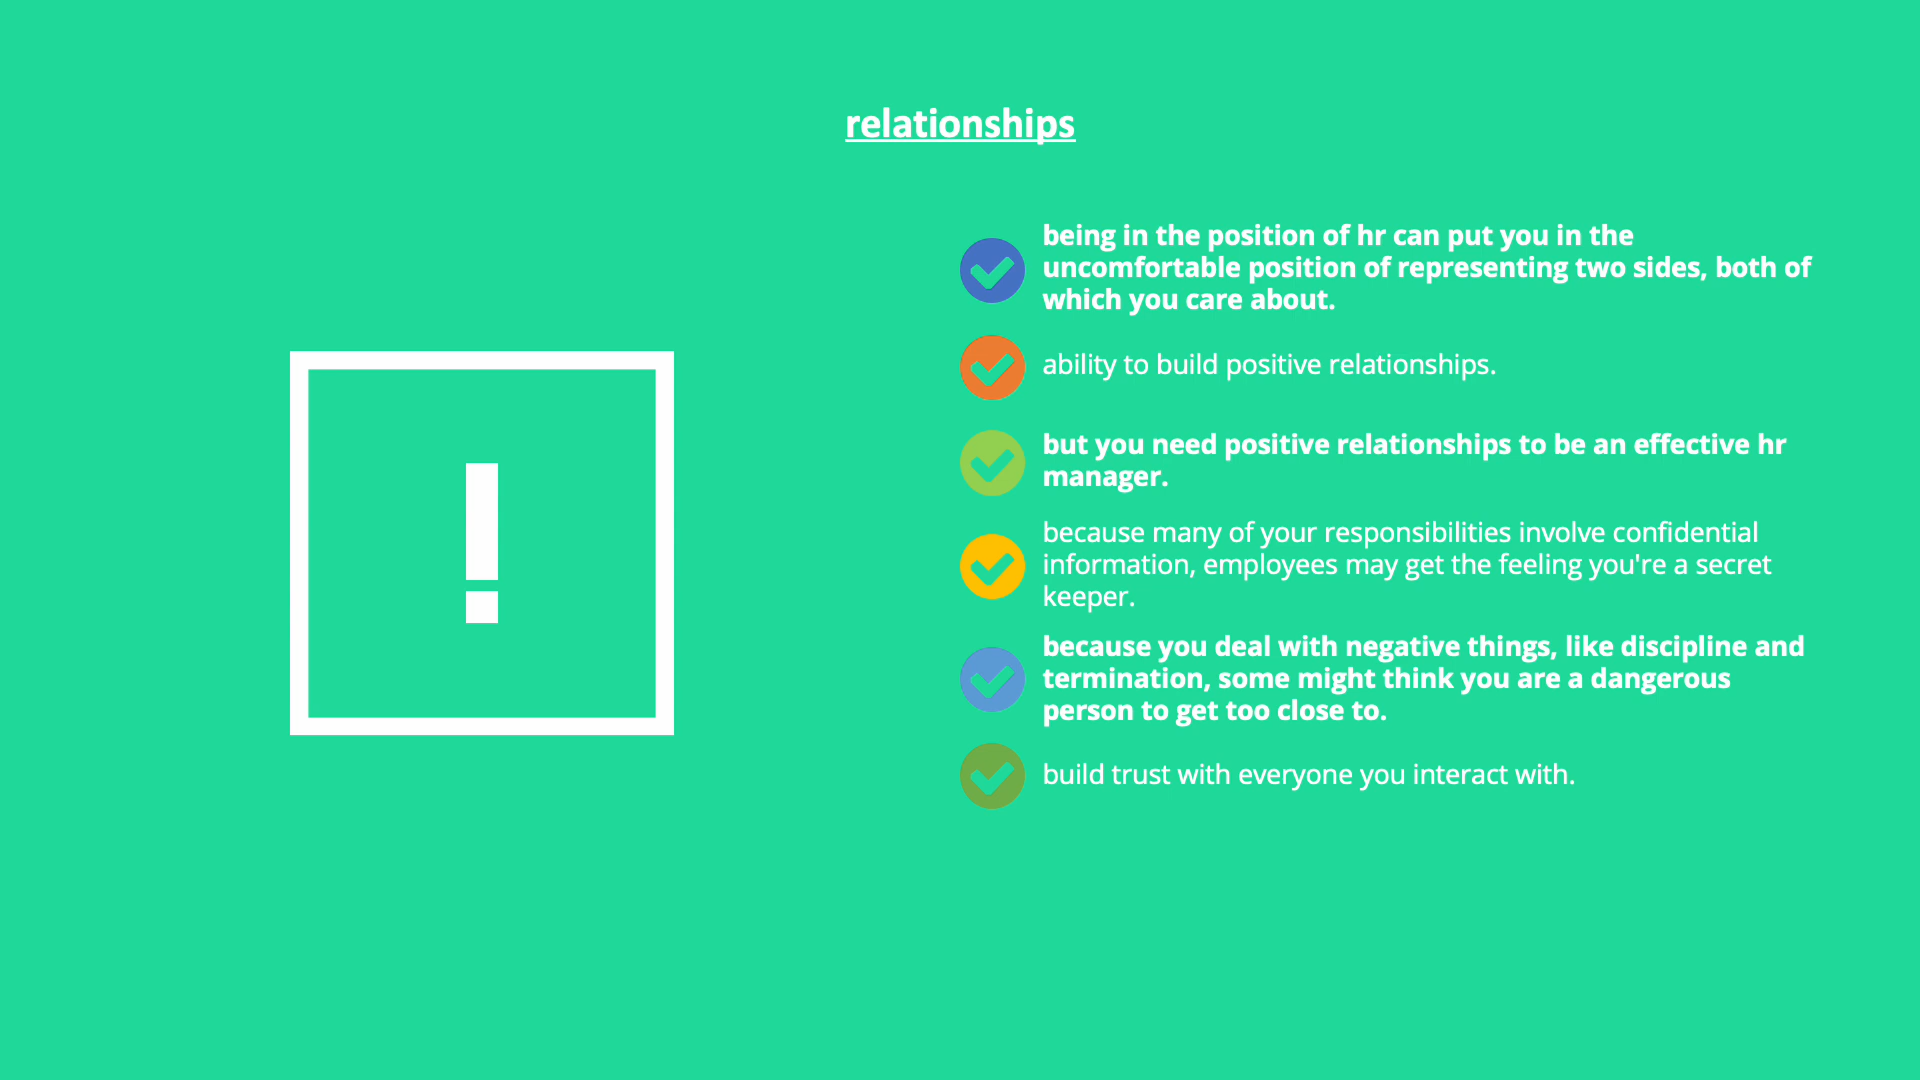 relationships
being in the position of hr can put you in the
uncomfortable position of representing two sides, both of
which you care about.
ability to build positive relationships.
but you need positive relationships to be an effective hr
manager.
because many of your responsibilities involve confidential
information, employees may get the feeling you're a secret
keeper.
because you deal with negative things, like discipline and
termination, some might think you are a dangerous
person to get too close to.
build trust with everyone you interact with.
!